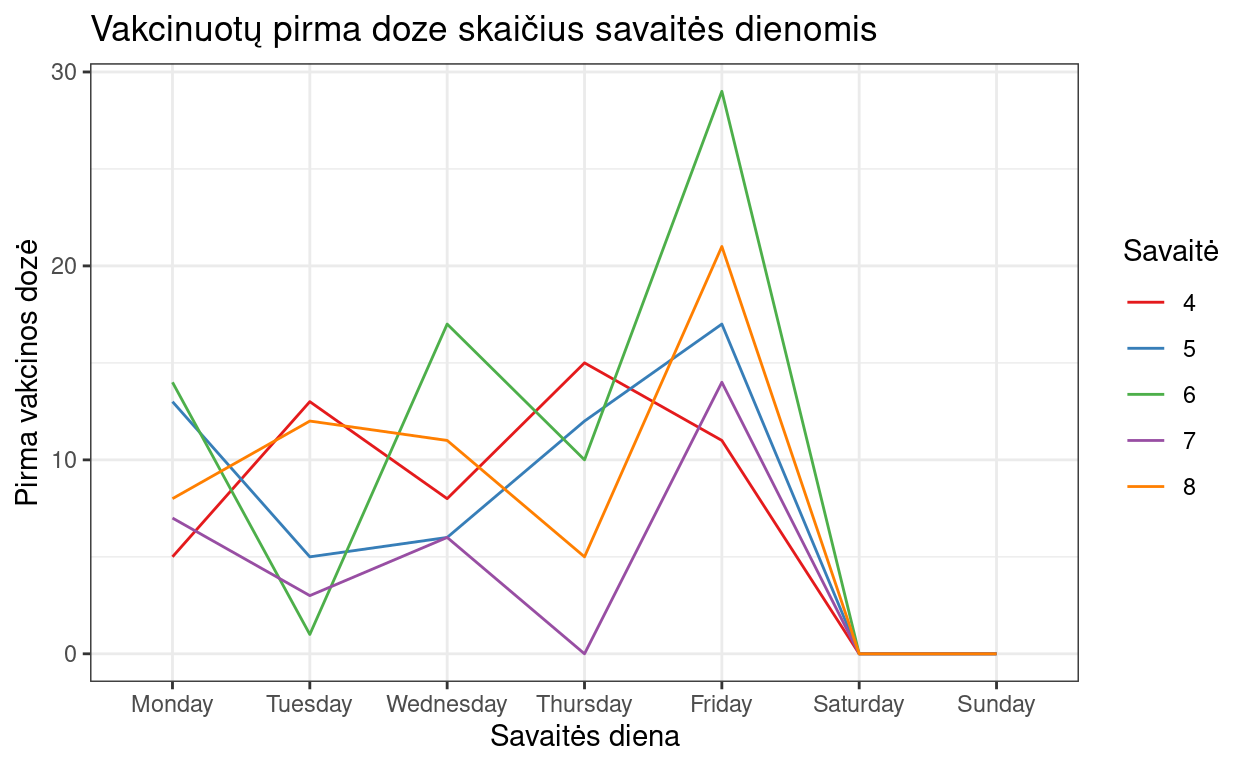 Vakcinuotų pirma doze skaičius savaitės dienomis
Pirma vakcinos dozė
30
20
10
0
Monday Tuesday Wednesday Thursday Friday Saturday Sunday
Savaitės diena
Savaitė
4
5
6
7
8